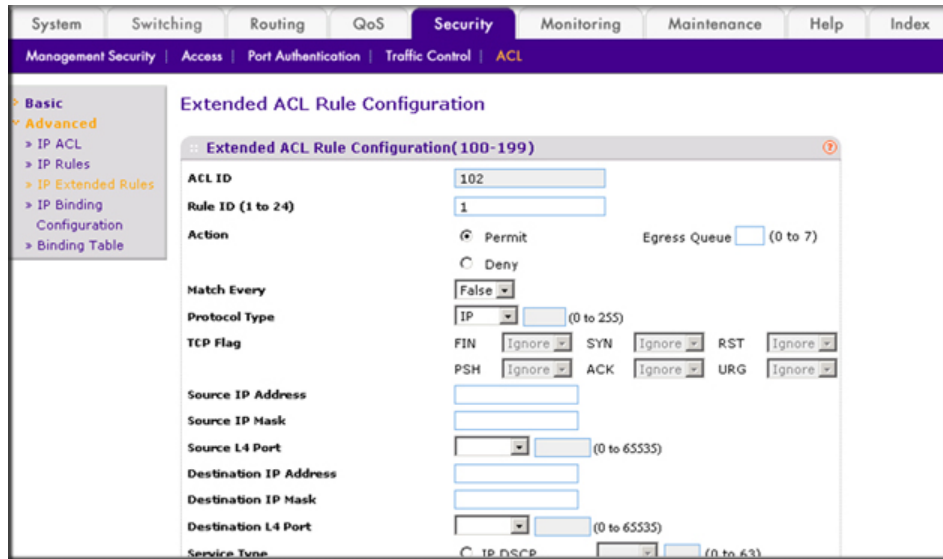 System Switching Routing QoS Security Monitoring Maintenance Help Index
Management Security | Access | Port Authentication | Traffic Control | ACL
Basic
Advanced
» IP ACL
» IP Rules
» IP Extended Rules
» IP Binding
Configuration
» Binding Table
Extended ACL Rule Configuration
Extended ACL Rule Configuration(100-199) ?
ACL ID 102
Rule ID (1 to 24) 1
Action Permit Egress Queue (0 to 7)
Deny
Match Every False
Protocol Type IP (0 to 255)
TCP Flag FIN Ignore SYN Ignore RST Ignore
PSH Ignore ACK Ignore URG Ignore
Source IP Address
Source IP Mask
Source L4 Port (0 to 65535)
Destination IP Address
Destination IP Mask
Destination L4 Port (0 to 65535)
Service Type IP DSCP (0 to 63)